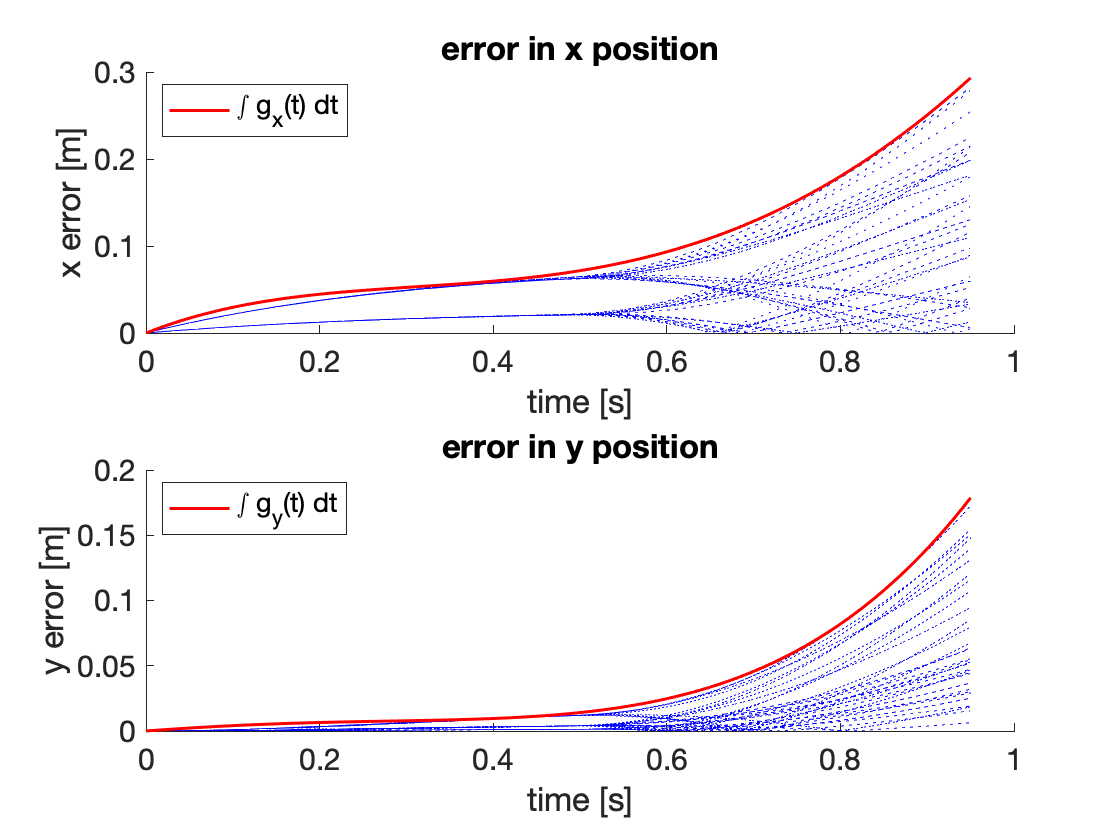 error in x position
0.3
∫ g_x(t) dt
0.2
x error [m]
0.1
0
0 0.2 0.4 0.6 0.8 1
time [s]
error in y position
0.2
∫ g_y(t) dt
0.15
y error [m]
0.1
0.05
0
0 0.2 0.4 0.6 0.8 1
time [s]